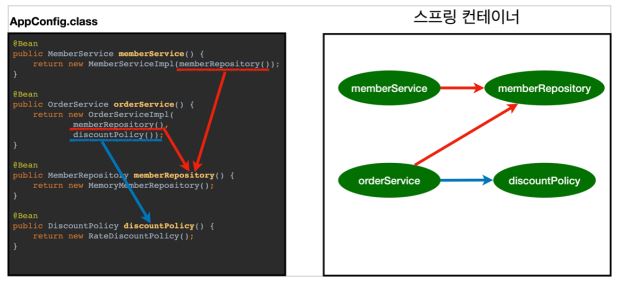 AppConfig.class
@Bean
public MemberService memberService() {
return new MemberServiceImpl(memberRepository());
}
@Bean
public OrderService orderService() {
return new OrderServiceImpl(
memberRepository(),
discountPolicy());
}
@Bean
public MemberRepository memberRepository() {
return new MemoryMemberRepository();
}
@Bean
public DiscountPolicy discountPolicy() {
return new RateDiscountPolicy();
}
스프링 컨테이너
memberService
memberRepository
orderService
discountPolicy